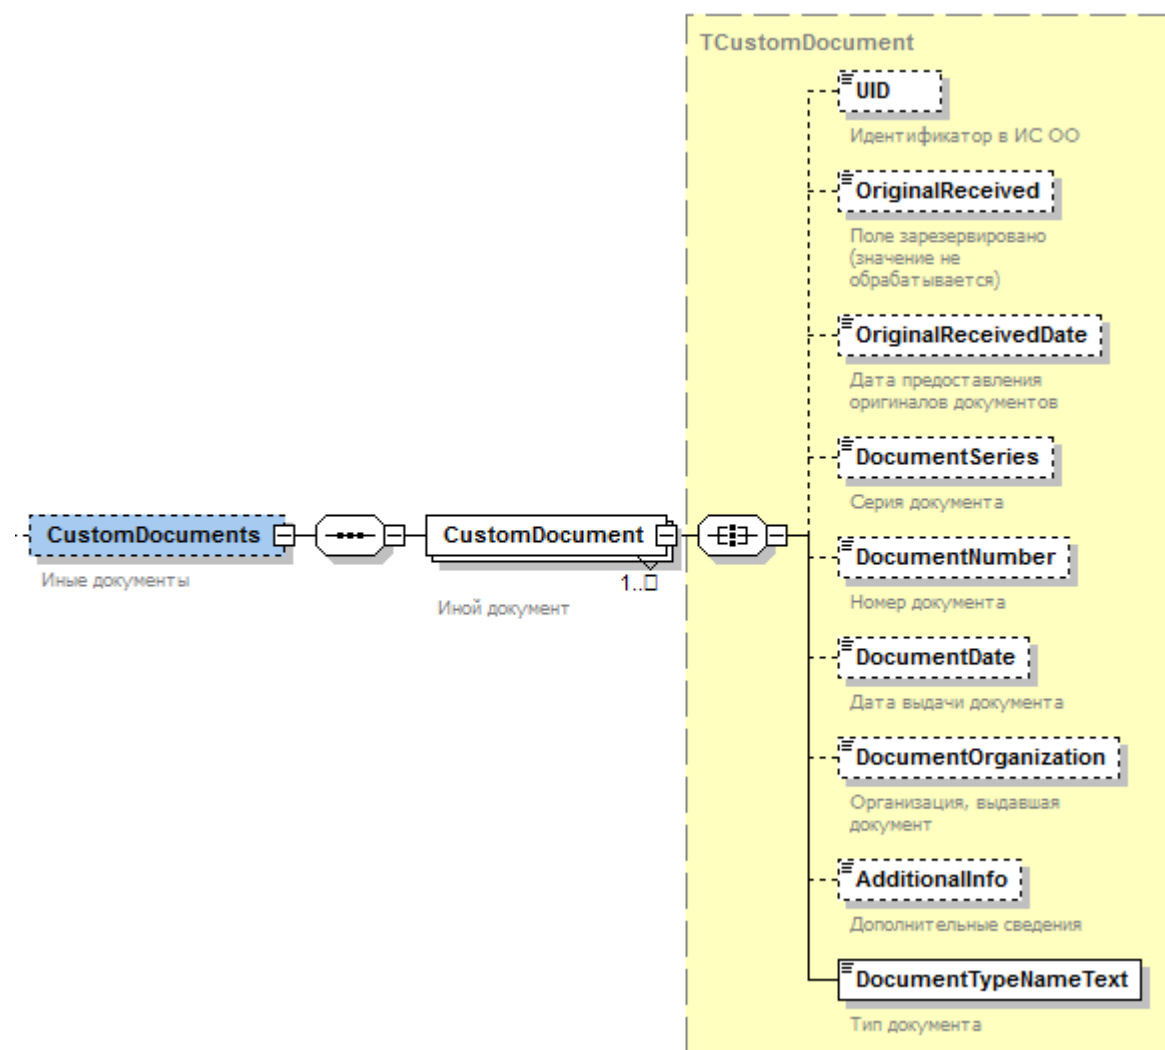 TCustomDocument
UID
Идентификатор в ИС ОО
OriginalReceived
Поле зарезервировано
(значение не
обрабатывается)
OriginalReceivedDate
Дата предоставления
оригиналов документов
DocumentSeries
Серия документа
CustomDocuments
Иные документы
CustomDocument
1..□
Иной документ
DocumentNumber
Номер документа
DocumentDate
Дата выдачи документа
DocumentOrganization
Организация, выдавшая
документ
AdditionalInfo
Дополнительные сведения
DocumentTypeNameText
Тип документа